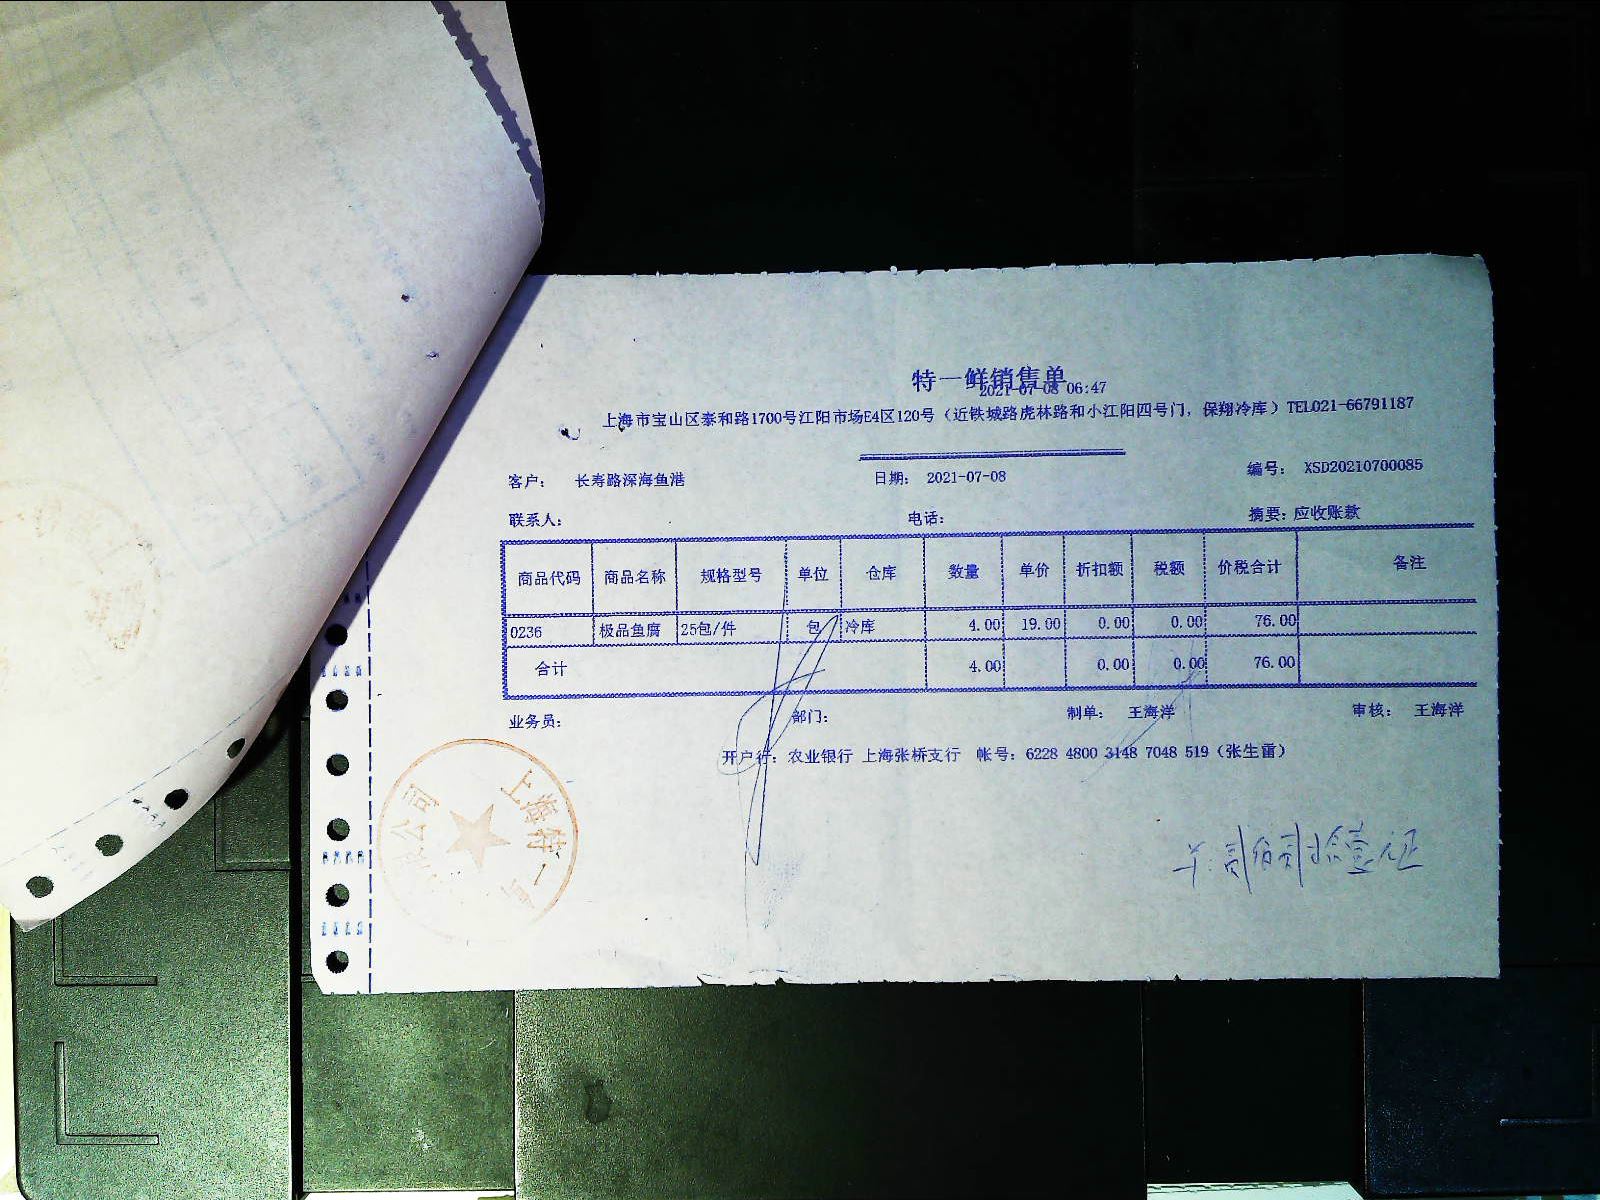 特一鲜销售单
2021-07-08 06:47
上海市宝山区泰和路1700号江阳市场E4区120号（近铁城路虎林路和小江阳四号门，保翔冷库）TEL021-66791187
客户： 长寿路深海鱼港 日期： 2021-07-08 编号： XSD20210700085
联系人： 电话： 摘要：应收账款
商品代码 商品名称 规格型号 单位 仓库 数量 单价 折扣额 税额 价税合计 备注
0236 极品鱼腐 25包/件 包 冷库 4.00 19.00 0.00 0.00 76.00
合计 4.00 0.00 0.00 76.00
业务员： 部门： 制单： 王海洋 审核： 王海洋
开户行：农业银行 上海张桥支行 帐号：6228 4800 3148 7048 519（张生雷）
上海特一
公司